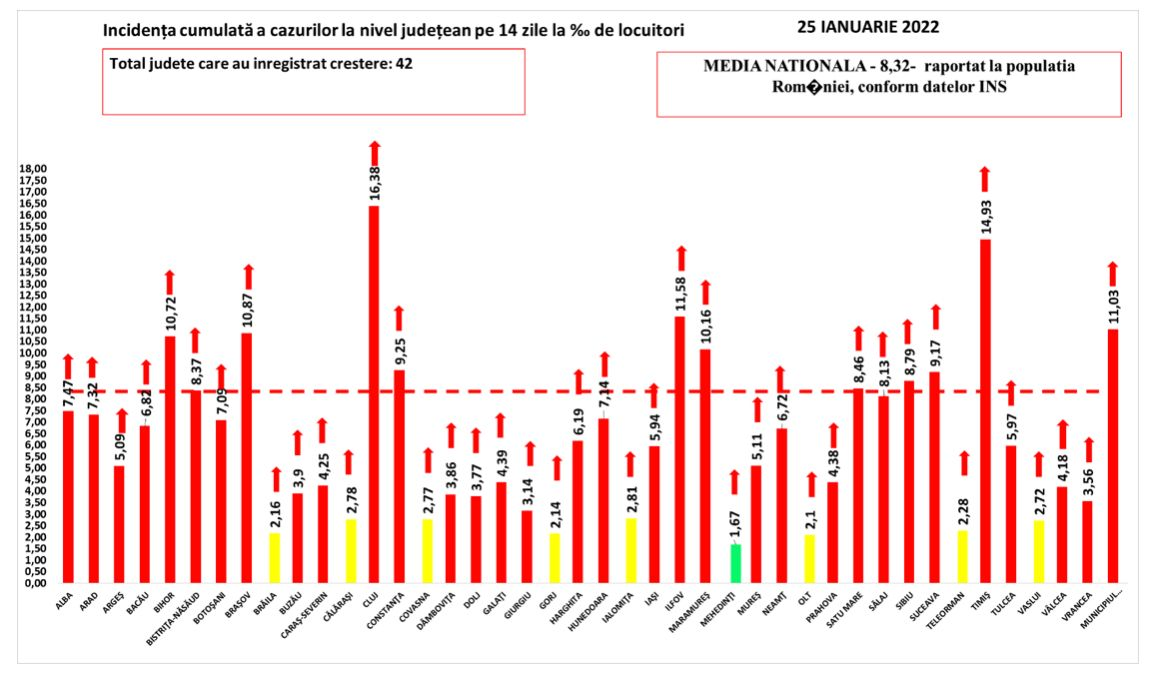 Incidența cumulată a cazurilor la nivel județean pe 14 zile la ‰ de locuitori
25 IANUARIE 2022
Total judete care au inregistrat crestere: 42
MEDIA NATIONALA - 8,32- raportat la populatia
Rom�niei, conform datelor INS
18,00
17,50
17,00
16,50
16,00
15,50
15,00
14,50
14,00
13,50
13,00
12,50
12,00
11,50
11,00
10,50
10,00
9,50
9,00
8,50
8,00
7,50
7,00
6,50
6,00
5,50
5,00
4,50
4,00
3,50
3,00
2,50
2,00
1,50
1,00
0,50
0,00
7,47
7,32
5,09
6,82
10,72
8,37
7,09
10,87
2,16
3,9
4,25
2,78
16,38
9,25
2,77
3,86
3,77
4,39
3,14
2,14
6,19
7,14
2,81
5,94
11,58
10,16
1,67
5,11
6,72
2,1
4,38
8,46
8,13
8,79
9,17
2,28
14,93
5,97
2,72
4,18
3,56
11,03
ALBA
ARAD
ARGEȘ
BACĂU
BIHOR
BISTRIȚA-NĂSĂUD
BOTOȘANI
BRAȘOV
BRĂILA
BUZĂU
CARAȘ-SEVERIN
CĂLĂRAȘI
CLUJ
CONSTANȚA
COVASNA
DÂMBOVIȚA
DOLJ
GALAȚI
GIURGIU
GORJ
HARGHITA
HUNEDOARA
IALOMIȚA
IAȘI
ILFOV
MARAMUREȘ
MEHEDINȚI
MUREȘ
NEAMȚ
OLT
PRAHOVA
SATU MARE
SĂLAJ
SIBIU
SUCEAVA
TELEORMAN
TIMIȘ
TULCEA
VASLUI
VÂLCEA
VRANCEA
MUNICIPIUL...